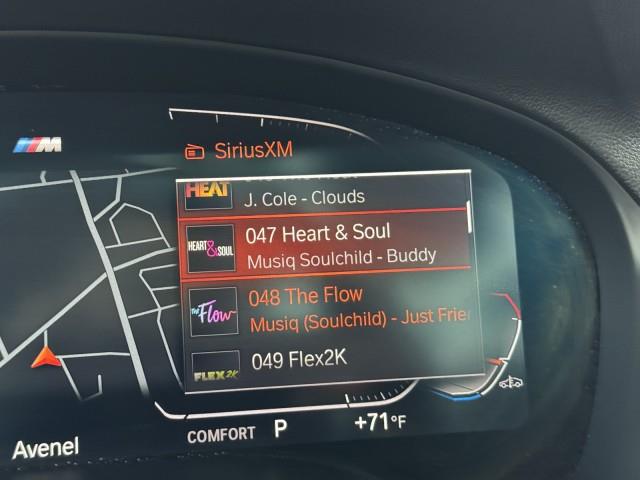 M
SiriusXM
HEAT
J. Cole - Clouds
HEART & SOUL
047 Heart & Soul
Musiq Soulchild - Buddy
The Flow
048 The Flow
Musiq (Soulchild) - Just Frie
FLEX2K
049 Flex2K
COMFORT P +71°F
Avenel